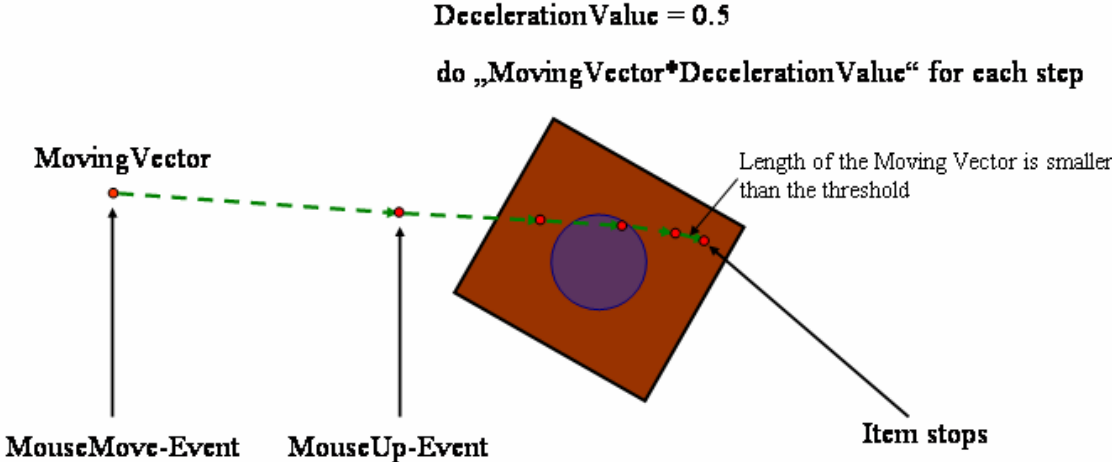 DecelerationValue = 0.5
do „MovingVector*DecelerationValue“ for each step
MovingVector
Length of the Moving Vector is smaller
than the threshold
MouseMove-Event
MouseUp-Event
Item stops